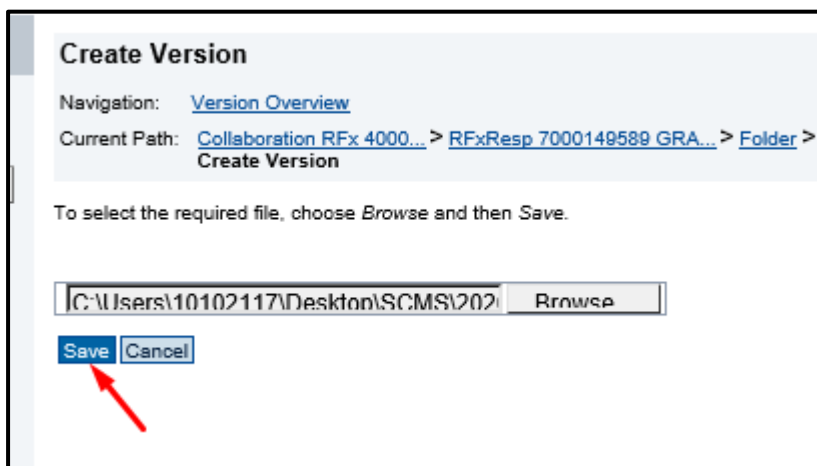 Create Version
Navigation: Version Overview
Current Path: Collaboration RFx 4000... > RFxResp 7000149589 GRA... > Folder >
Create Version
To select the required file, choose Browse and then Save.
C:\Users\10102117\Desktop\SCMS\202 Browse
Save Cancel